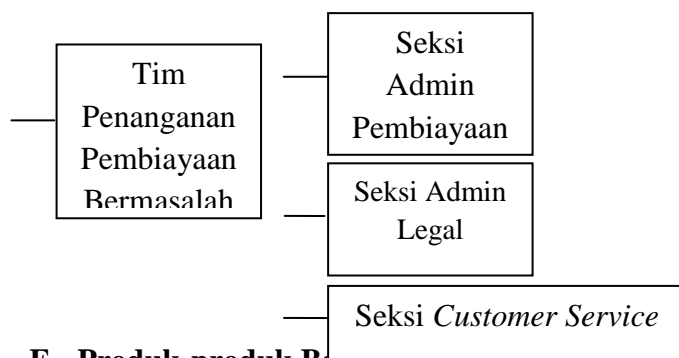 Tim
Penanganan
Pembiayaan
Bermasalah
Seksi
Admin
Pembiayaan
Seksi Admin
Legal
Seksi Customer Service
Produk-produk